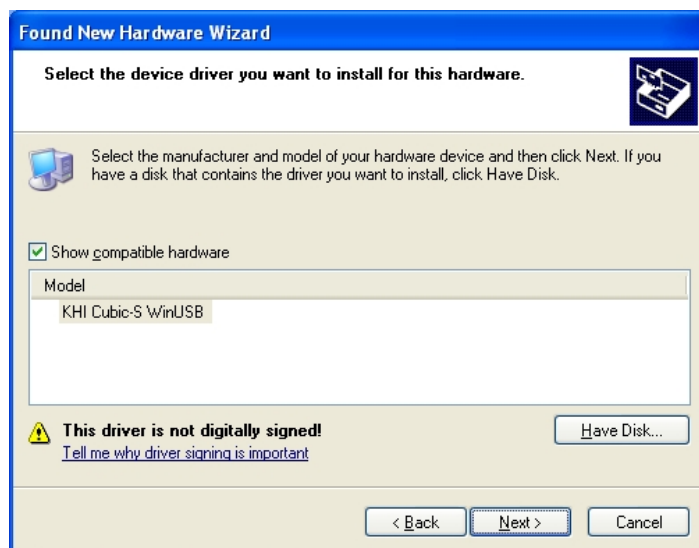 Found New Hardware Wizard
Select the device driver you want to install for this hardware.
Select the manufacturer and model of your hardware device and then click Next. If you
have a disk that contains the driver you want to install, click Have Disk.
Show compatible hardware
Model
KHI Cubic-S WinUSB
This driver is not digitally signed!
Have Disk...
Tell me why driver signing is important
< Back
Next >
Cancel